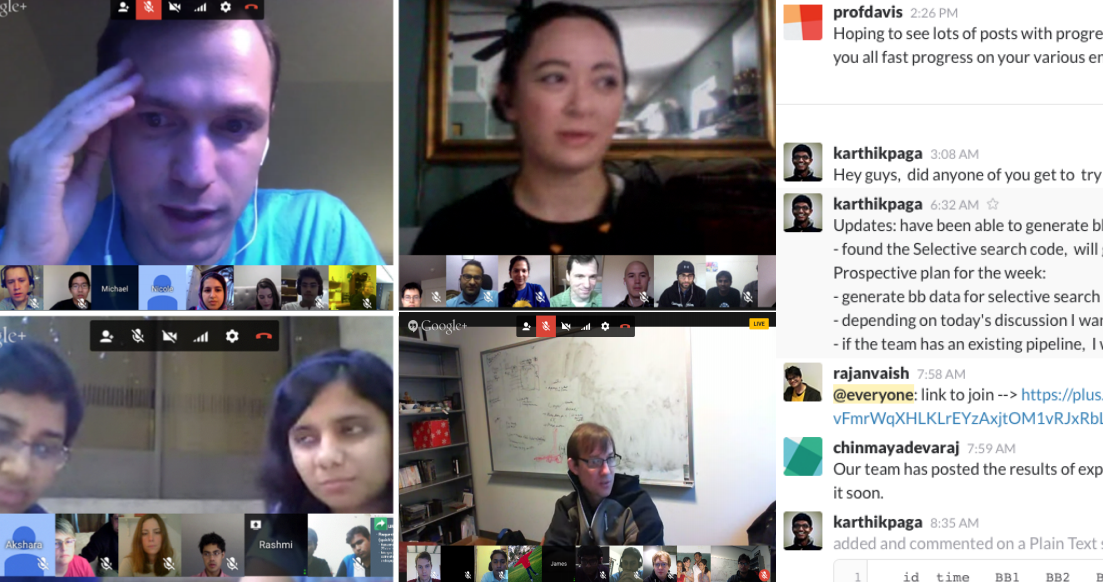 gle+
Michael
Nicole
gle+
Akshara
Rashmi
Google+
LIVE
James
profdavis 2:26 PM
Hoping to see lots of posts with progre
you all fast progress on your various
karthikpaga 3:08 AM
Hey guys, did anyone of you get to try
karthikpaga 6:32 AM
Updates: have been able to generate
- found the Selective search code, will
Prospective plan for the week:
- generate bb data for selective search
- depending on today's discussion I
- if the team has an existing pipeline, I
rajanvaish 7:58 AM
@everyone: link to join --> https://plus.
vFmrWqXHLKLrEYzAxjtOM1vRJxRb
chinmayadevaraj 7:59 AM
Our team has posted the results of exp
it soon.
karthikpaga 8:35 AM
added and commented on a Plain Text
1 id time BB1 BB2